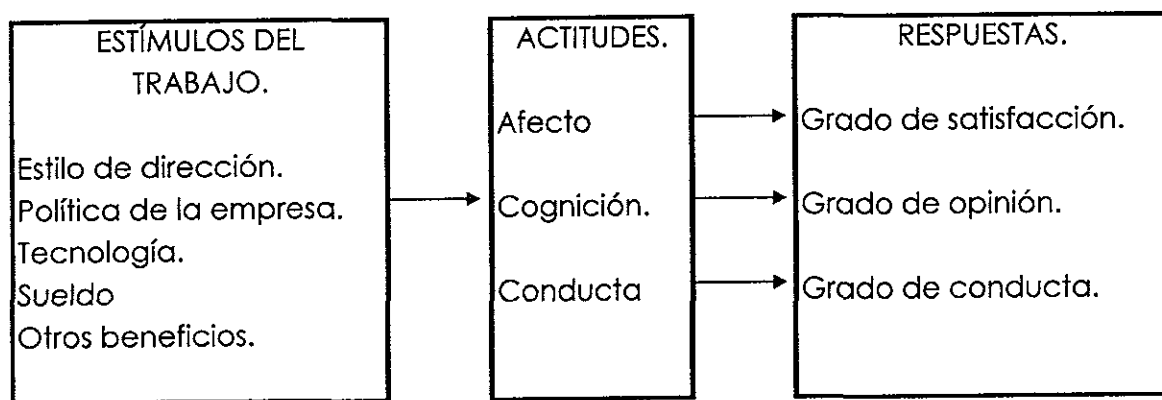 ESTÍMULOS DEL
TRABAJO.
Estilo de dirección.
Política de la empresa.
Tecnología.
Sueldo
Otros beneficios.
ACTITUDES.
Afecto
Cognición.
Conducta
RESPUESTAS.
Grado de satisfacción.
Grado de opinión.
Grado de conducta.